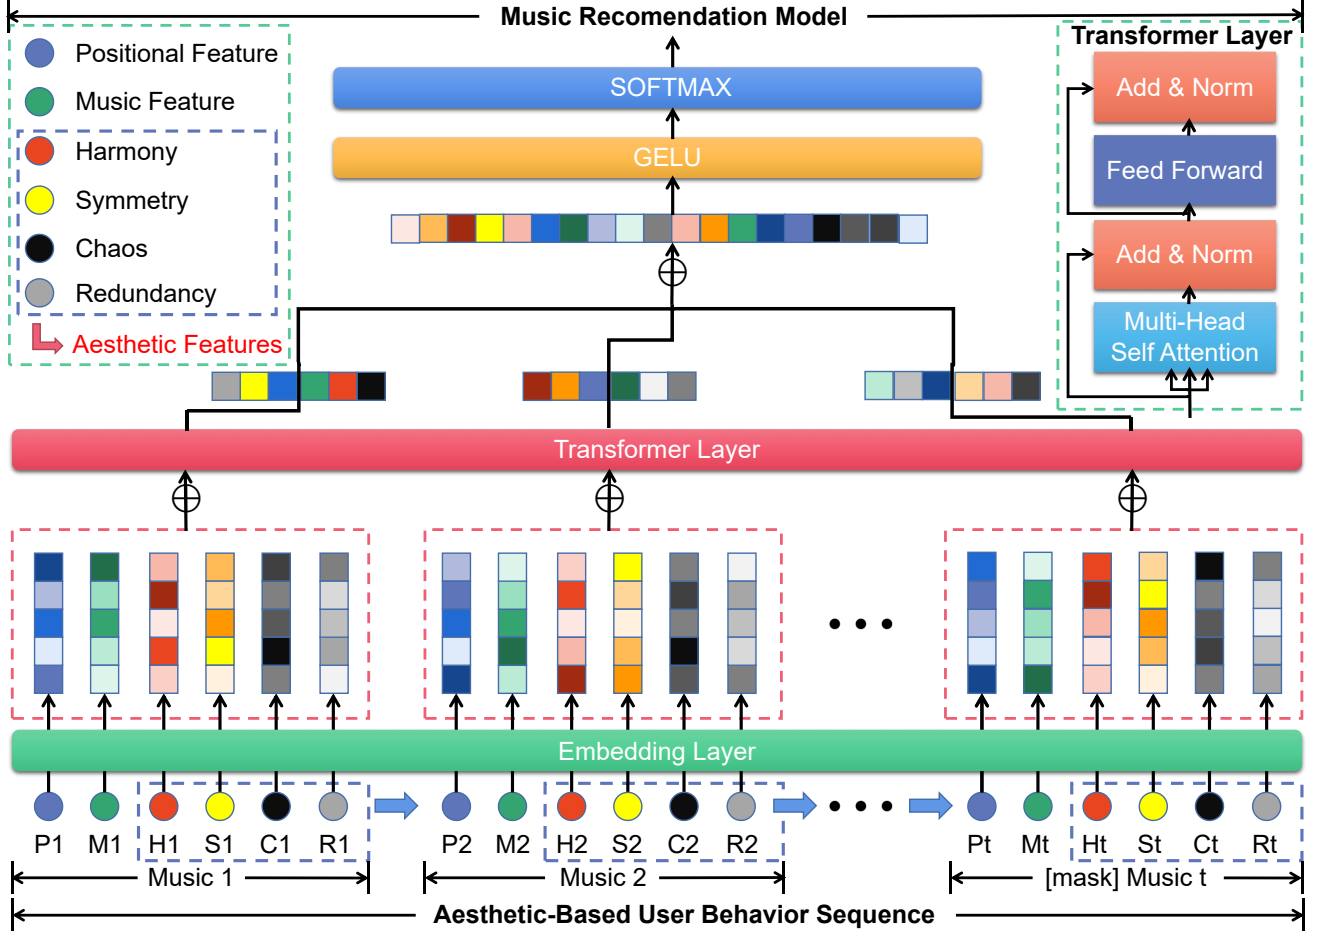 Music Recomendation Model
Positional Feature
Music Feature
Harmony
Symmetry
Chaos
Redundancy
Aesthetic Features
SOFTMAX
GELU
Transformer Layer
Add & Norm
Feed Forward
Add & Norm
Multi-Head
Self Attention
Transformer Layer
Embedding Layer
P1 M1 H1 S1 C1 R1 P2 M2 H2 S2 C2 R2 Pt Mt Ht St Ct Rt
Music 1 Music 2 [mask] Music t
Aesthetic-Based User Behavior Sequence